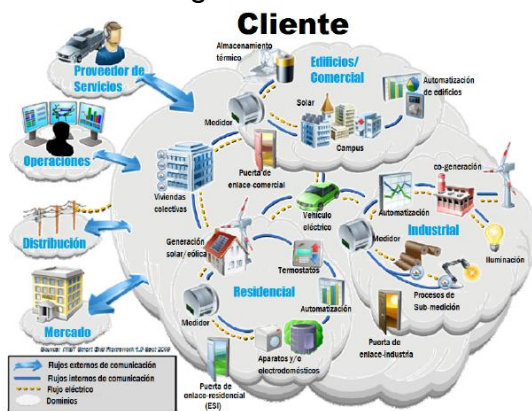 Cliente
Almacenamiento
térmico
Edificios/
Comercial
Proveedor de
Servicios
Automatización
de edificios
Solar
Medidor
Campus
Operaciones
Puerta de
enlace-comercial
Viviendas
colectivas
co-generación
Vehículo
eléctrico
Automatización
Industrial
Medidor
Distribución
Generación
solar/eólica
Termostatos
Iluminación
Residencial
Automatización
Procesos de
Sub-medición
Medidor
Mercado
Puerta de
enlace-industria
Aparatos y/o
electrodomésticos
Puerta de
enlace-residencial
(ESI)
Flujos externos de comunicación
Flujos internos de comunicación
Flujo eléctrico
Dominios